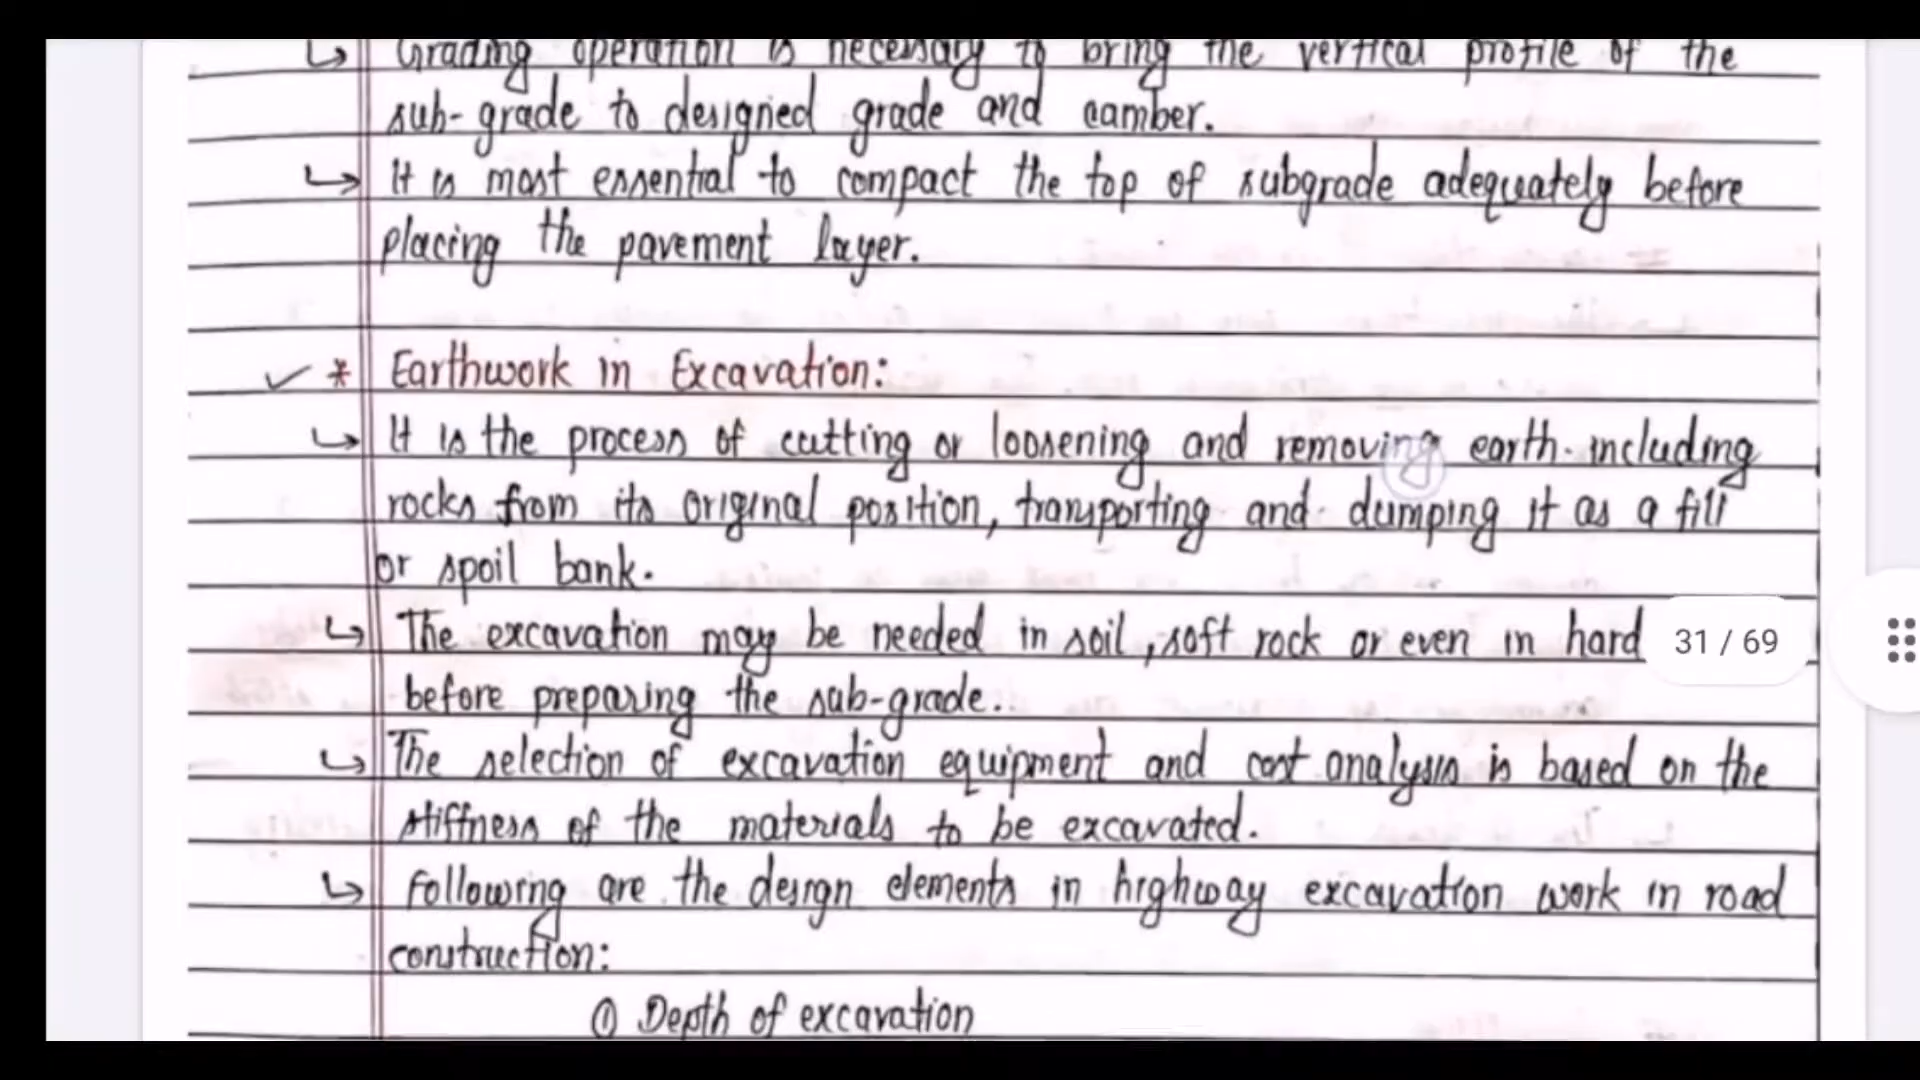 ↳ Grading operation is necessary to bring the vertical profile of the
sub-grade to designed grade and camber.
↳ It is most essential to compact the top of subgrade adequately before
placing the pavement layer.
✓ * Earthwork in Excavation:
↳ It is the process of cutting or loosening and removing earth including
rocks from its original position, transporting and dumping it as a fill
or spoil bank.
↳ The excavation may be needed in soil, soft rock or even in hard
31 / 69
before preparing the sub-grade..
↳ The selection of excavation equipment and cost analysis is based on the
stiffness of the materials to be excavated.
↳ Following are the design elements in highway excavation work in road
construction:
① Depth of excavation